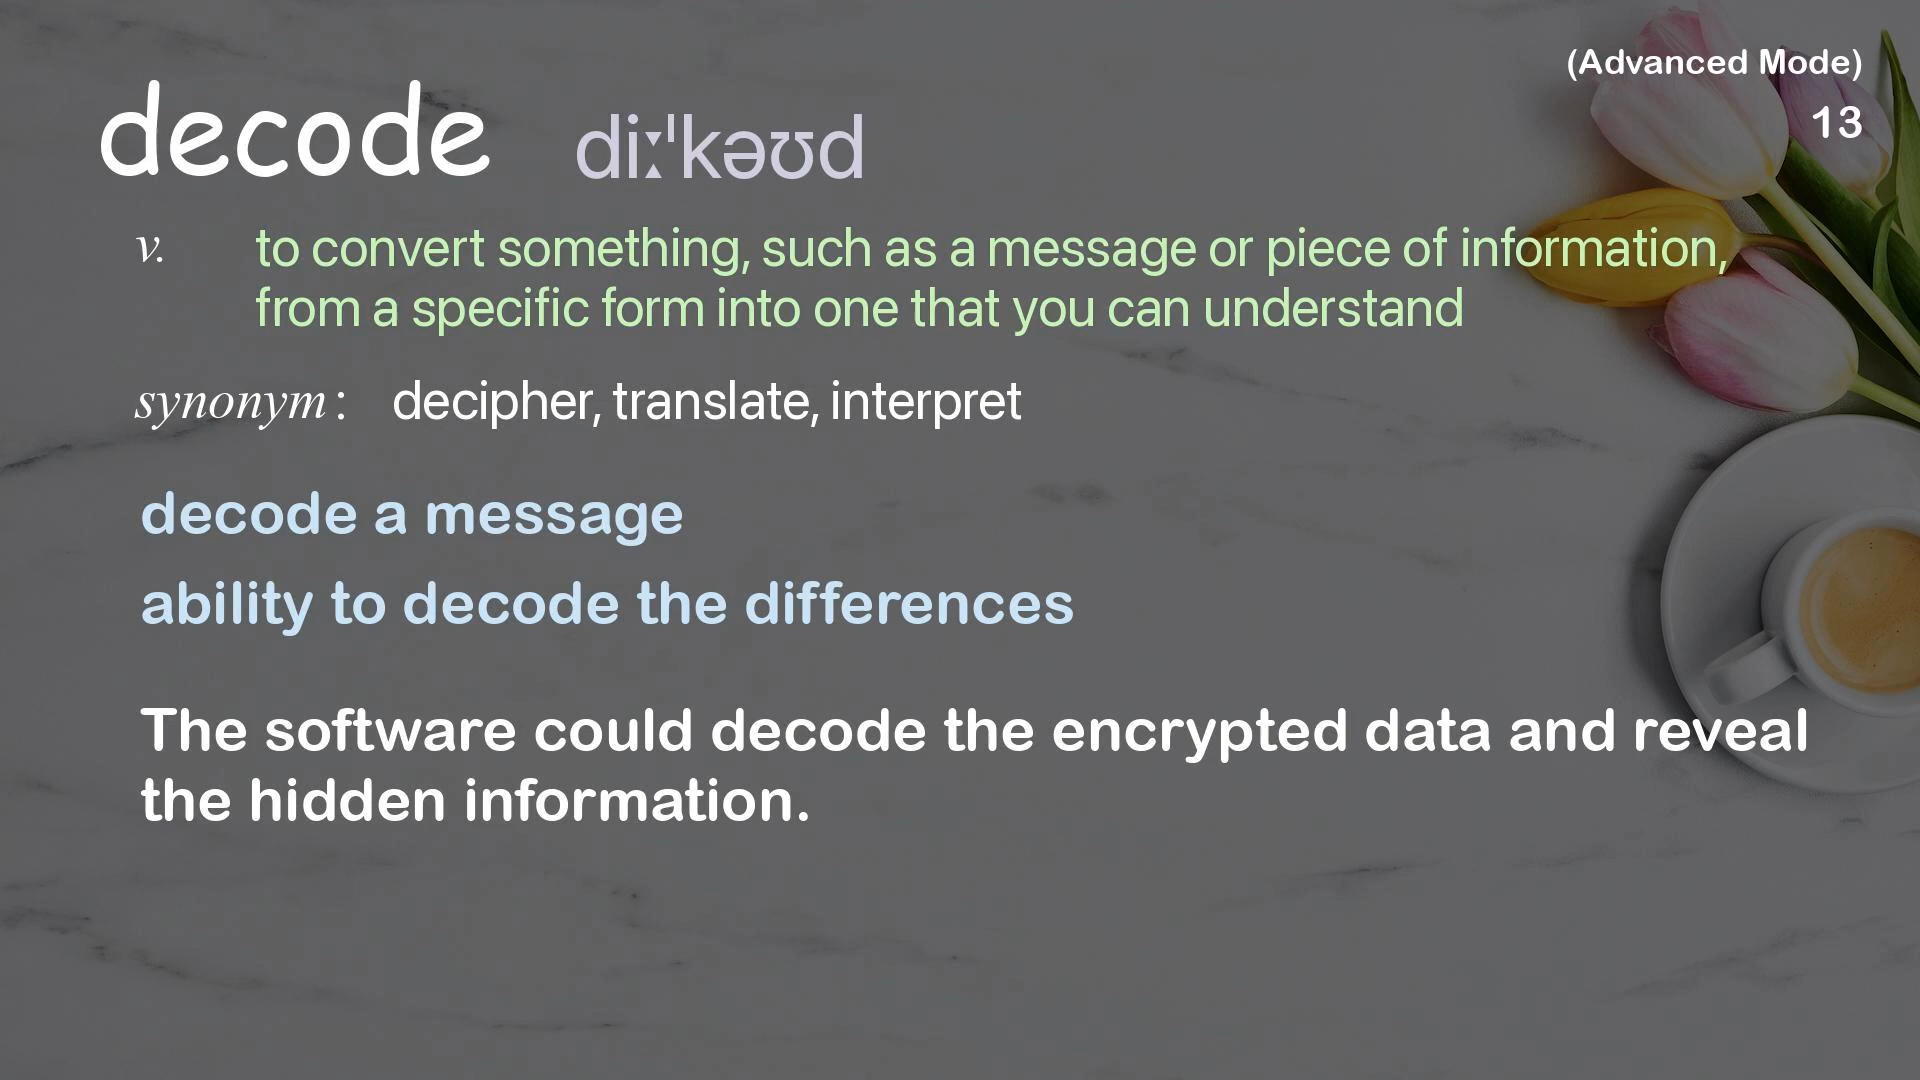 (Advanced Mode)
13
decode diːˈkəʊd
v. to convert something, such as a message or piece of information,
from a specific form into one that you can understand
synonym : decipher, translate, interpret
decode a message
ability to decode the differences
The software could decode the encrypted data and reveal
the hidden information.